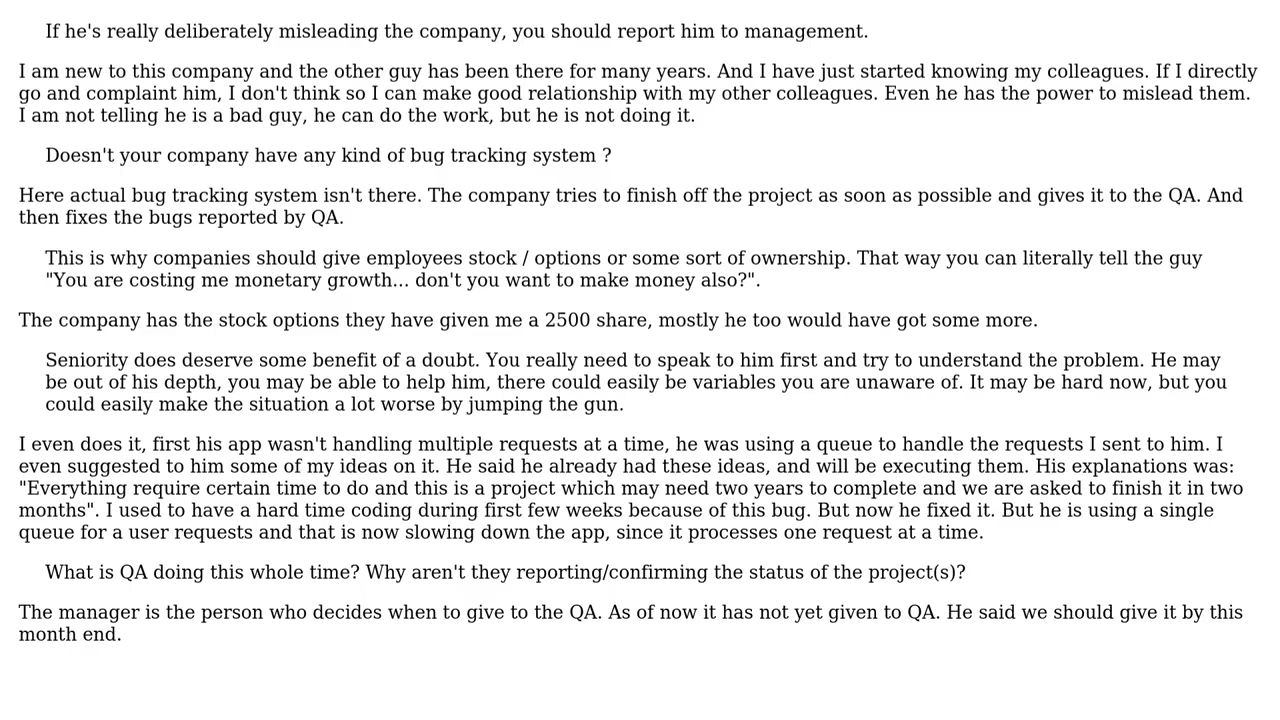 If he's really deliberately misleading the company, you should report him to management.
I am new to this company and the other guy has been there for many years. And I have just started knowing my colleagues. If I directly
go and complaint him, I don't think so I can make good relationship with my other colleagues. Even he has the power to mislead them.
I am not telling he is a bad guy, he can do the work, but he is not doing it.
Doesn't your company have any kind of bug tracking system ?
Here actual bug tracking system isn't there. The company tries to finish off the project as soon as possible and gives it to the QA. And
then fixes the bugs reported by QA.
This is why companies should give employees stock / options or some sort of ownership. That way you can literally tell the guy
"You are costing me monetary growth... don't you want to make money also?".
The company has the stock options they have given me a 2500 share, mostly he too would have got some more.
Seniority does deserve some benefit of a doubt. You really need to speak to him first and try to understand the problem. He may
be out of his depth, you may be able to help him, there could easily be variables you are unaware of. It may be hard now, but you
could easily make the situation a lot worse by jumping the gun.
I even does it, first his app wasn't handling multiple requests at a time, he was using a queue to handle the requests I sent to him. I
even suggested to him some of my ideas on it. He said he already had these ideas, and will be executing them. His explanations was:
"Everything require certain time to do and this is a project which may need two years to complete and we are asked to finish it in two
months". I used to have a hard time coding during first few weeks because of this bug. But now he fixed it. But he is using a single
queue for a user requests and that is now slowing down the app, since it processes one request at a time.
What is QA doing this whole time? Why aren't they reporting/confirming the status of the project(s)?
The manager is the person who decides when to give to the QA. As of now it has not yet given to QA. He said we should give it by this
month end.